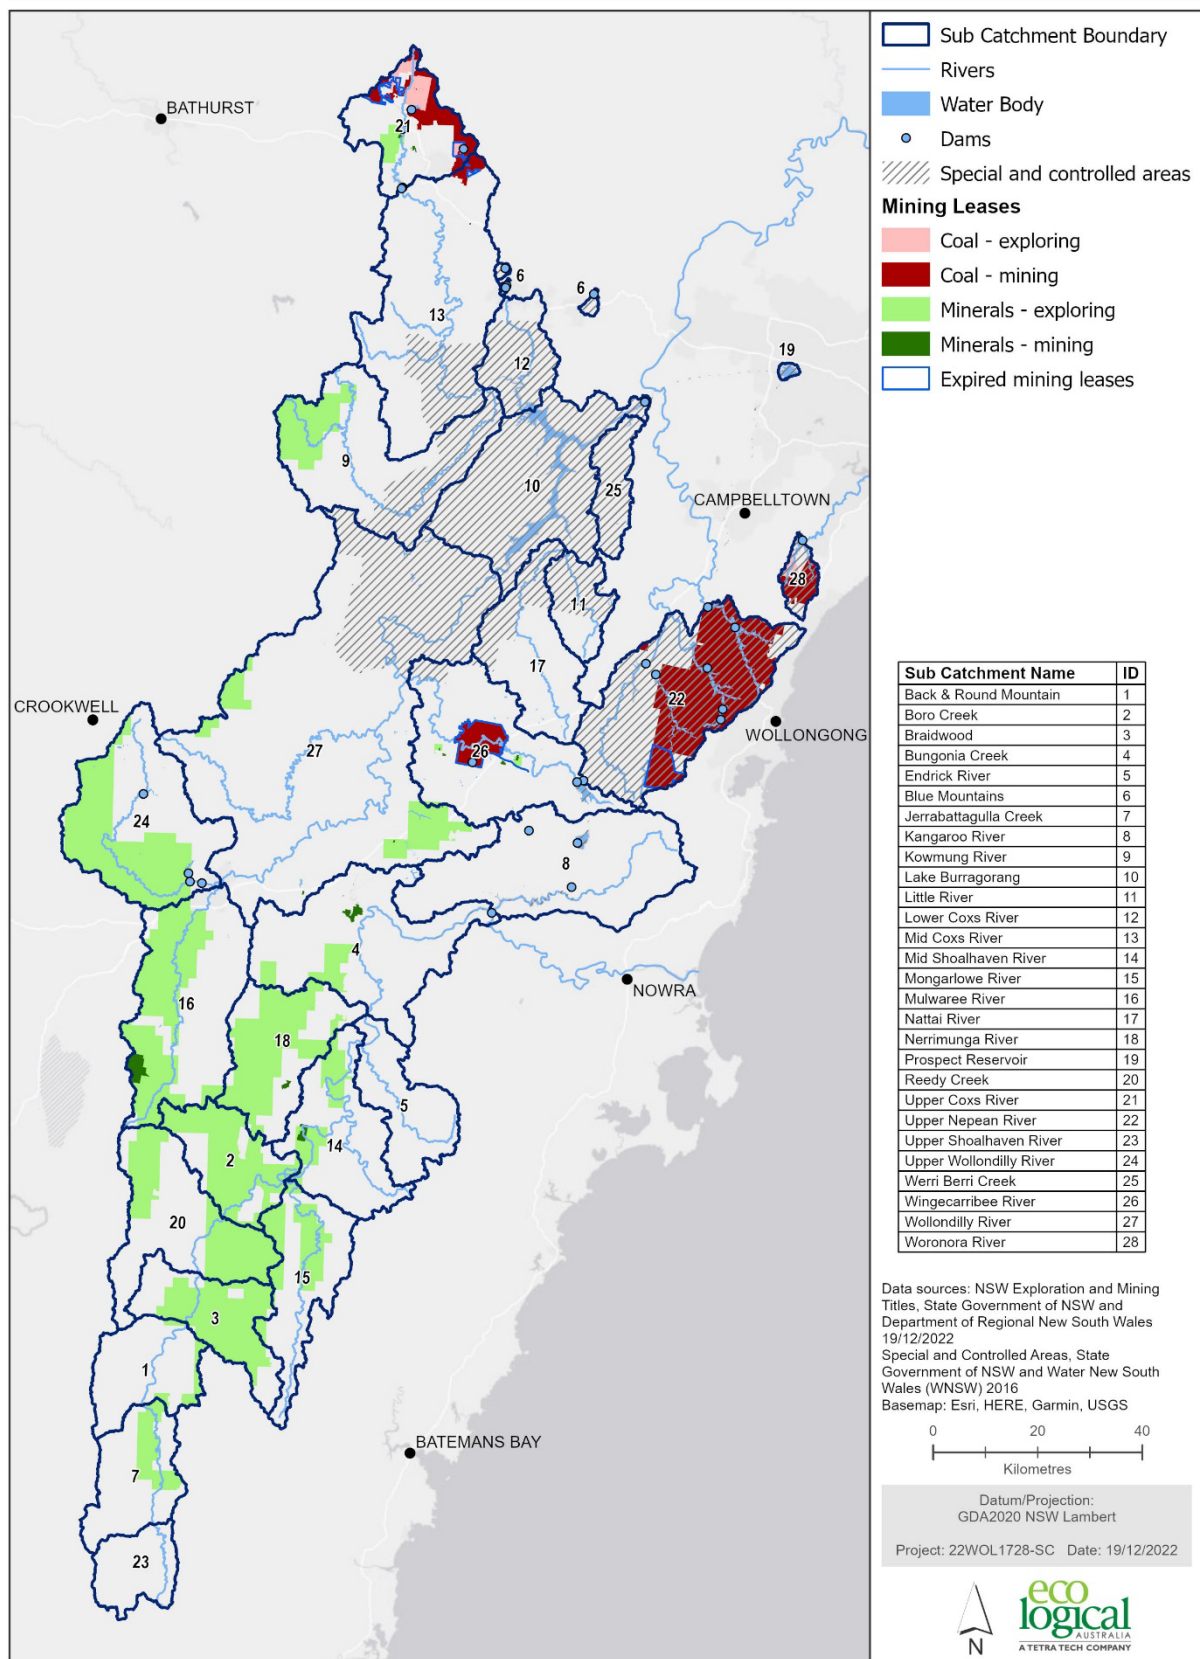 BATHURST
21
6
6
13
12
19
9
10
25
CAMPBELLTOWN
28
11
17
22
CROOKWELL
WOLLONGONG
26
27
24
8
4
NOWRA
16
18
5
14
2
20
15
3
1
BATEMANS BAY
7
23
Sub Catchment Boundary
Rivers
Water Body
Dams
Special and controlled areas
Mining Leases
Coal - exploring
Coal - mining
Minerals - exploring
Minerals - mining
Expired mining leases
Sub Catchment Name ID
Back & Round Mountain 1
Boro Creek 2
Braidwood 3
Bungonia Creek 4
Endrick River 5
Blue Mountains 6
Jerrabattagulla Creek 7
Kangaroo River 8
Kowmung River 9
Lake Burragorang 10
Little River 11
Lower Coxs River 12
Mid Coxs River 13
Mid Shoalhaven River 14
Mongarlowe River 15
Mulwaree River 16
Nattai River 17
Nerrimunga River 18
Prospect Reservoir 19
Reedy Creek 20
Upper Coxs River 21
Upper Nepean River 22
Upper Shoalhaven River 23
Upper Wollondilly River 24
Werri Berri Creek 25
Wingecarribee River 26
Wollondilly River 27
Woronora River 28
Data sources: NSW Exploration and Mining
Titles, State Government of NSW and
Department of Regional New South Wales
19/12/2022
Special and Controlled Areas, State
Government of NSW and Water New South
Wales (WNSW) 2016
Basemap: Esri, HERE, Garmin, USGS
0 20 40
Kilometres
Datum/Projection:
GDA2020 NSW Lambert
Project: 22WOL1728-SC Date: 19/12/2022
N
eco
logical
AUSTRALIA
A TETRA TECH COMPANY